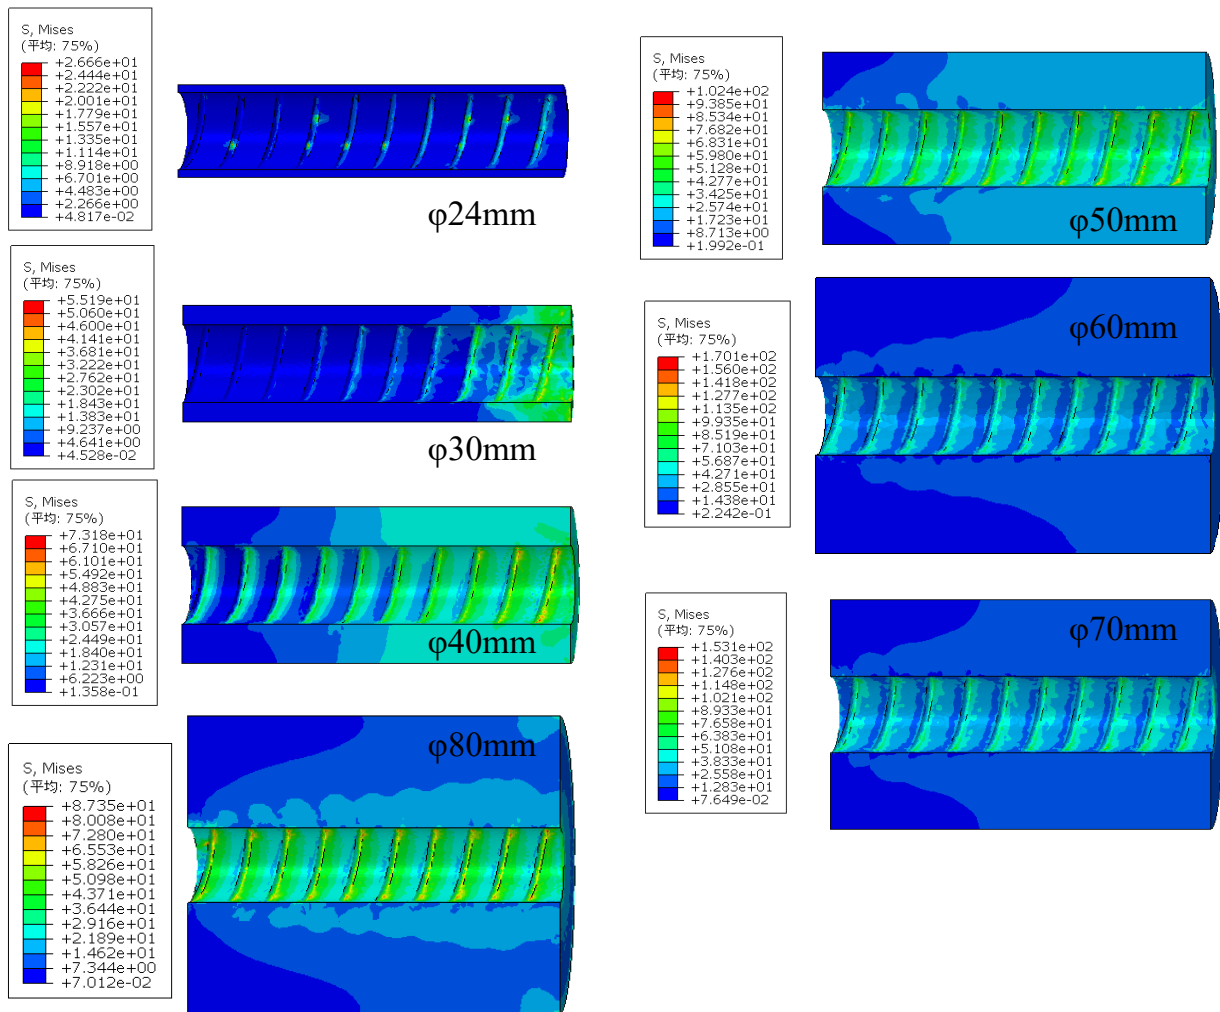 S, Mises
(平均: 75%)
+2.666e+01
+2.444e+01
+2.222e+01
+2.001e+01
+1.779e+01
+1.557e+01
+1.335e+01
+1.114e+01
+8.918e+00
+6.701e+00
+4.483e+00
+2.266e+00
+4.817e-02
φ24mm
S, Mises
(平均: 75%)
+5.519e+01
+5.060e+01
+4.600e+01
+4.141e+01
+3.681e+01
+3.222e+01
+2.762e+01
+2.302e+01
+1.843e+01
+1.383e+01
+9.237e+00
+4.641e+00
+4.528e-02
φ30mm
S, Mises
(平均: 75%)
+7.318e+01
+6.710e+01
+6.101e+01
+5.492e+01
+4.883e+01
+4.275e+01
+3.666e+01
+3.057e+01
+2.449e+01
+1.840e+01
+1.231e+01
+6.223e+00
+1.358e-01
φ40mm
S, Mises
(平均: 75%)
+8.735e+01
+8.008e+01
+7.280e+01
+6.553e+01
+5.826e+01
+5.098e+01
+4.371e+01
+3.644e+01
+2.916e+01
+2.189e+01
+1.462e+01
+7.344e+00
+7.012e-02
φ80mm
S, Mises
(平均: 75%)
+1.024e+02
+9.385e+01
+8.534e+01
+7.682e+01
+6.831e+01
+5.980e+01
+5.128e+01
+4.277e+01
+3.425e+01
+2.574e+01
+1.723e+01
+8.713e+00
+1.992e-01
φ50mm
S, Mises
(平均: 75%)
+1.701e+02
+1.560e+02
+1.418e+02
+1.277e+02
+1.135e+02
+9.935e+01
+8.519e+01
+7.103e+01
+5.687e+01
+4.271e+01
+2.855e+01
+1.438e+01
+2.242e-01
φ60mm
S, Mises
(平均: 75%)
+1.531e+02
+1.403e+02
+1.276e+02
+1.148e+02
+1.021e+02
+8.933e+01
+7.658e+01
+6.383e+01
+5.108e+01
+3.833e+01
+2.558e+01
+1.283e+01
+7.649e-02
φ70mm